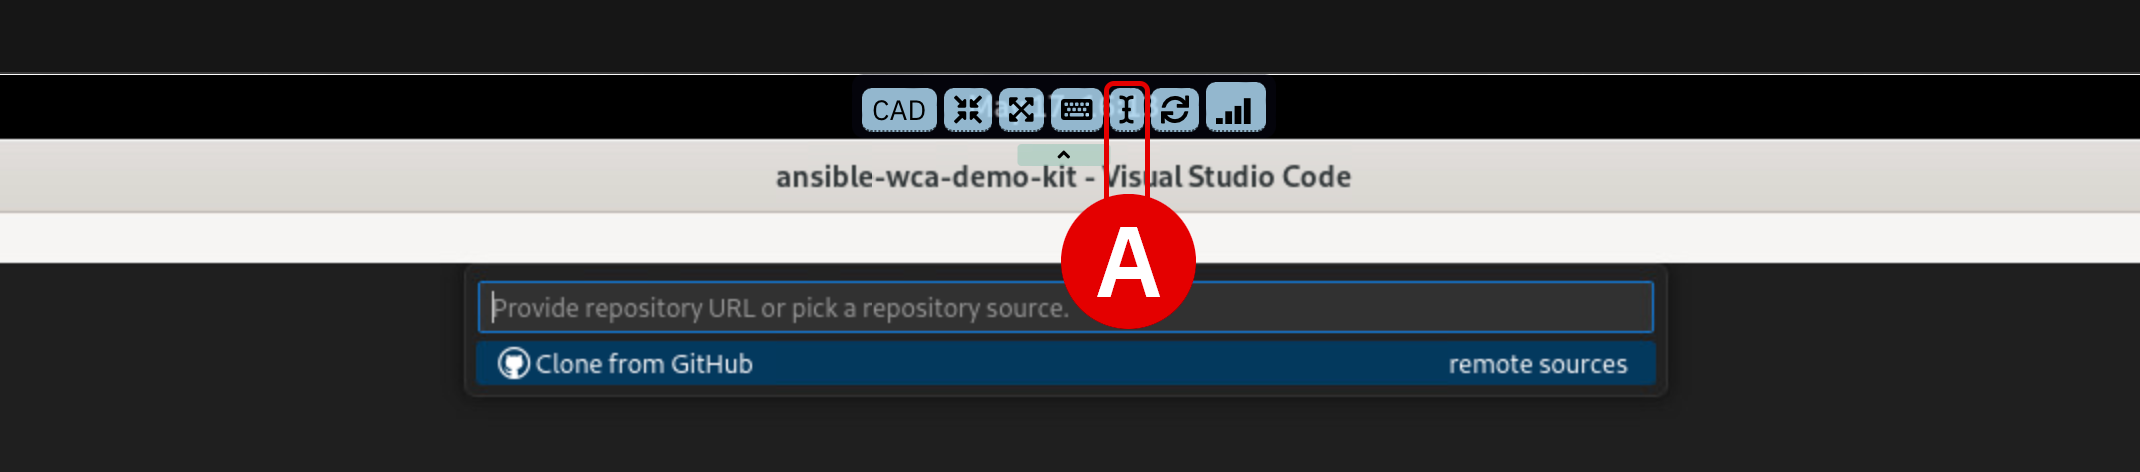 CAD
ansible-wca-demo-kit - Visual Studio Code
A
Provide repository URL or pick a repository source.
Clone from GitHub remote sources